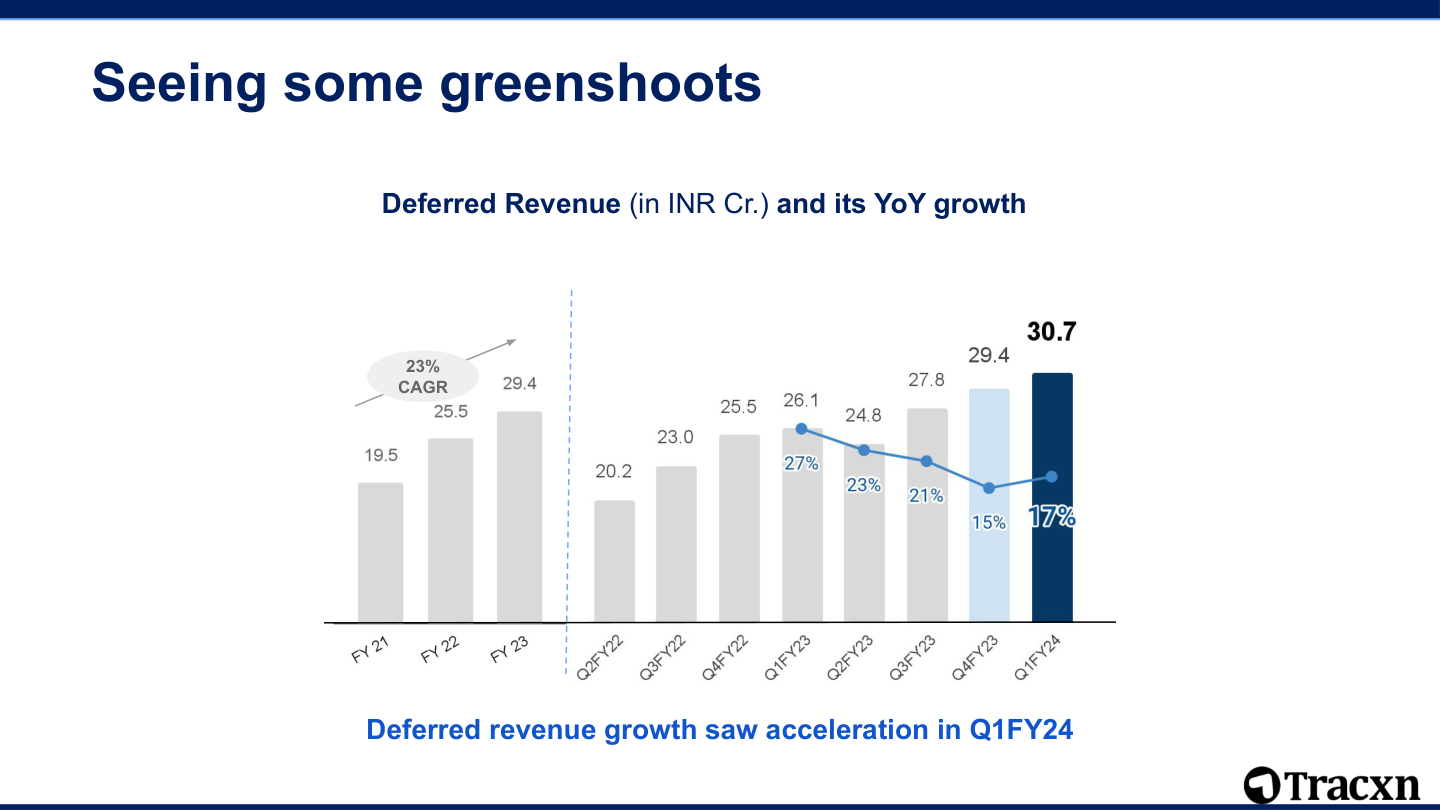 Seeing some greenshoots
Deferred Revenue (in INR Cr.) and its YoY growth
23%
CAGR
19.5
25.5
29.4
20.2
23.0
25.5
26.1
24.8
27.8
29.4
30.7
27%
23%
21%
15%
17%
FY 21
FY 22
FY 23
Q2FY22
Q3FY22
Q4FY22
Q1FY23
Q2FY23
Q3FY23
Q4FY23
Q1FY24
Deferred revenue growth saw acceleration in Q1FY24
Tracxn